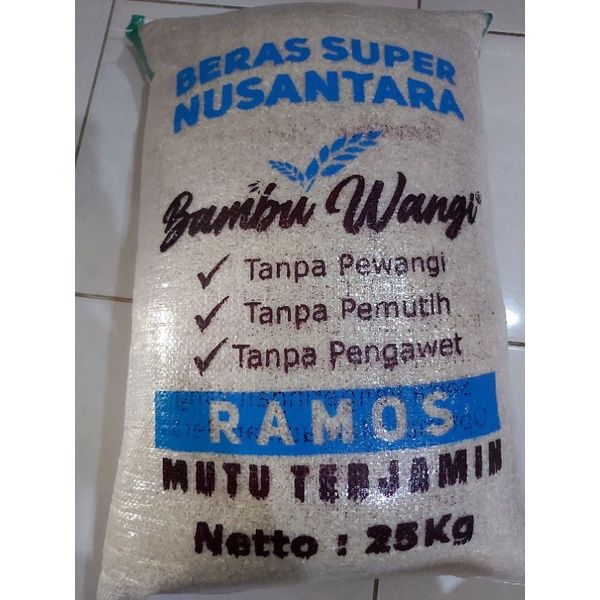 BERAS SUPER
NUSANTARA
Bambu Wangi®
Tanpa Pewangi
Tanpa Pemutih
Tanpa Pengawet
RAMOS
MUTU TERJAMIN
Netto : 25Kg